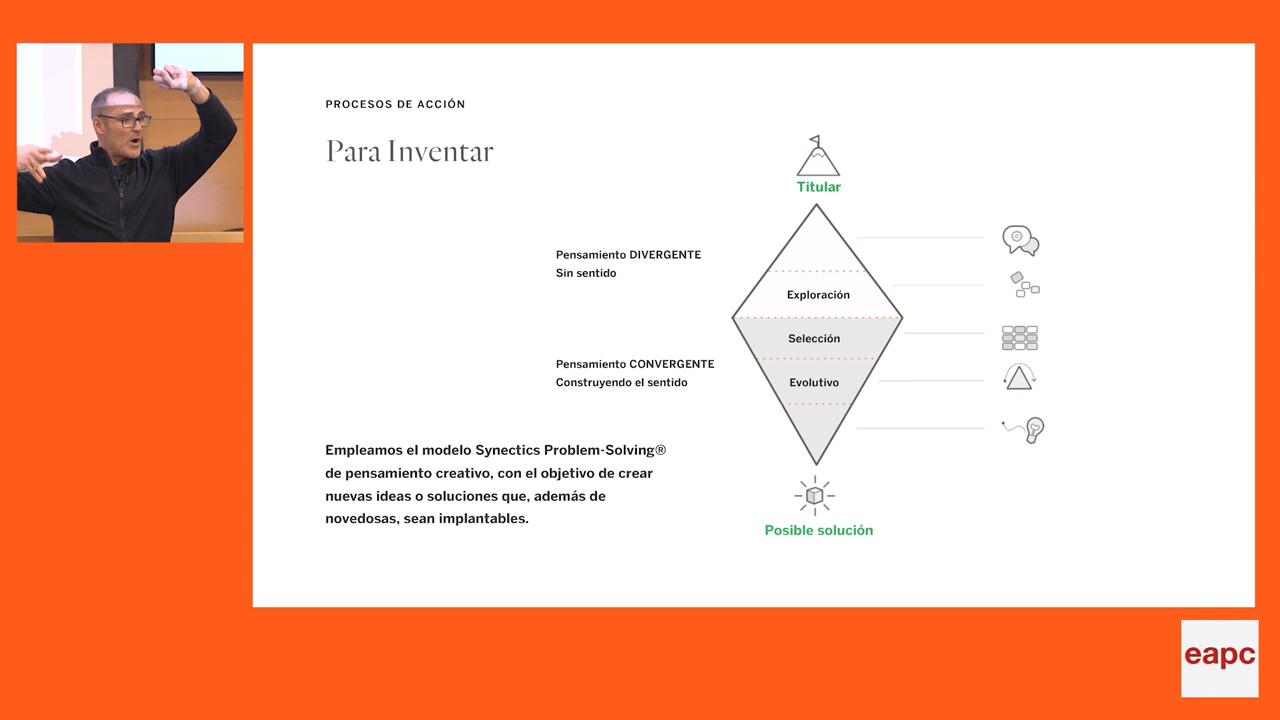 PROCESOS DE ACCIÓN
Para Inventar
Titular
Pensamiento DIVERGENTE
Sin sentido
Exploración
Selección
Pensamiento CONVERGENTE
Construyendo el sentido
Evolutivo
Empleamos el modelo Synectics Problem-Solving®
de pensamiento creativo, con el objetivo de crear
nuevas ideas o soluciones que, además de
novedosas, sean implantables.
Posible solución
eapc